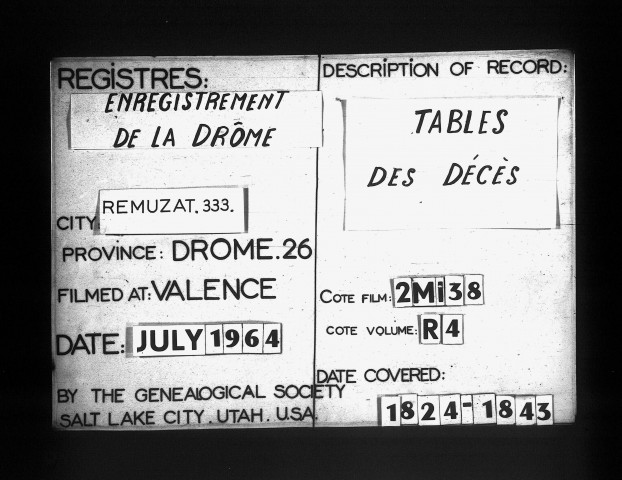 REGISTRES:
ENREGISTREMENT
DE LA DRÔME
CITY REMUZAT. 333.
PROVINCE: DROME.26
FILMED AT: VALENCE
DATE: JULY 1964
BY THE GENEALOGICAL SOCIETY
SALT LAKE CITY. UTAH. U.S.A.
DESCRIPTION OF RECORD:
TABLES
DES DÉCÈS
COTE FILM: 2Mi38
COTE VOLUME: R4
DATE COVERED:
1824-1843